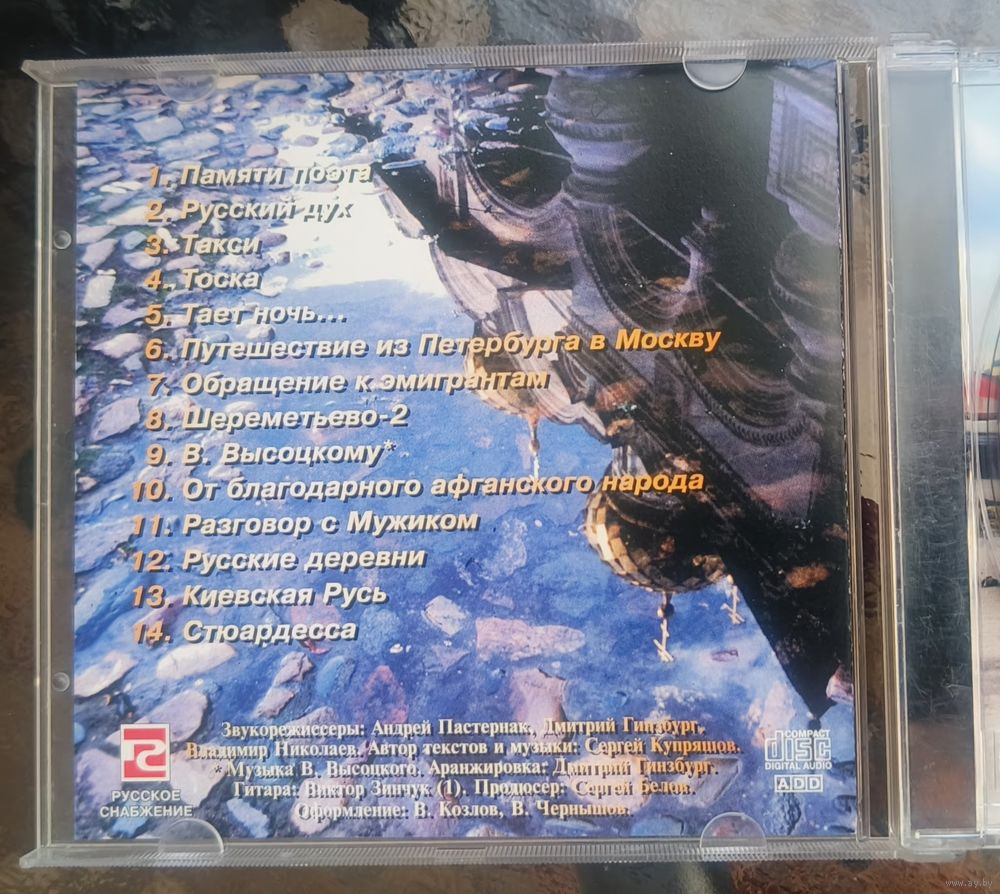 1. Памяти поэта
2. Русский дух
3. Такси
4. Тоска
5. Тает ночь...
6. Путешествие из Петербурга в Москву
7. Обращение к эмигрантам
8. Шереметьево-2
9. В. Высоцкому*
10. От благодарного афганского народа
11. Разговор с Мужиком
12. Русские деревни
13. Киевская Русь
14. Стюардесса
Звукорежиссеры: Андрей Пастернак, Дмитрий Гинзбург,
Владимир Николаев. Автор текстов и музыки: Сергей Купряшов.
* Музыка В. Высоцкого. Аранжировка: Дмитрий Гинзбург.
Гитара: Виктор Зинчук (1). Продюсер: Сергей Белов.
Оформление: В. Козлов, В. Чернышов.
РУССКОЕ
СНАБЖЕНИЕ
COMPACT
disc
DIGITAL AUDIO
ADD
www.ay.by